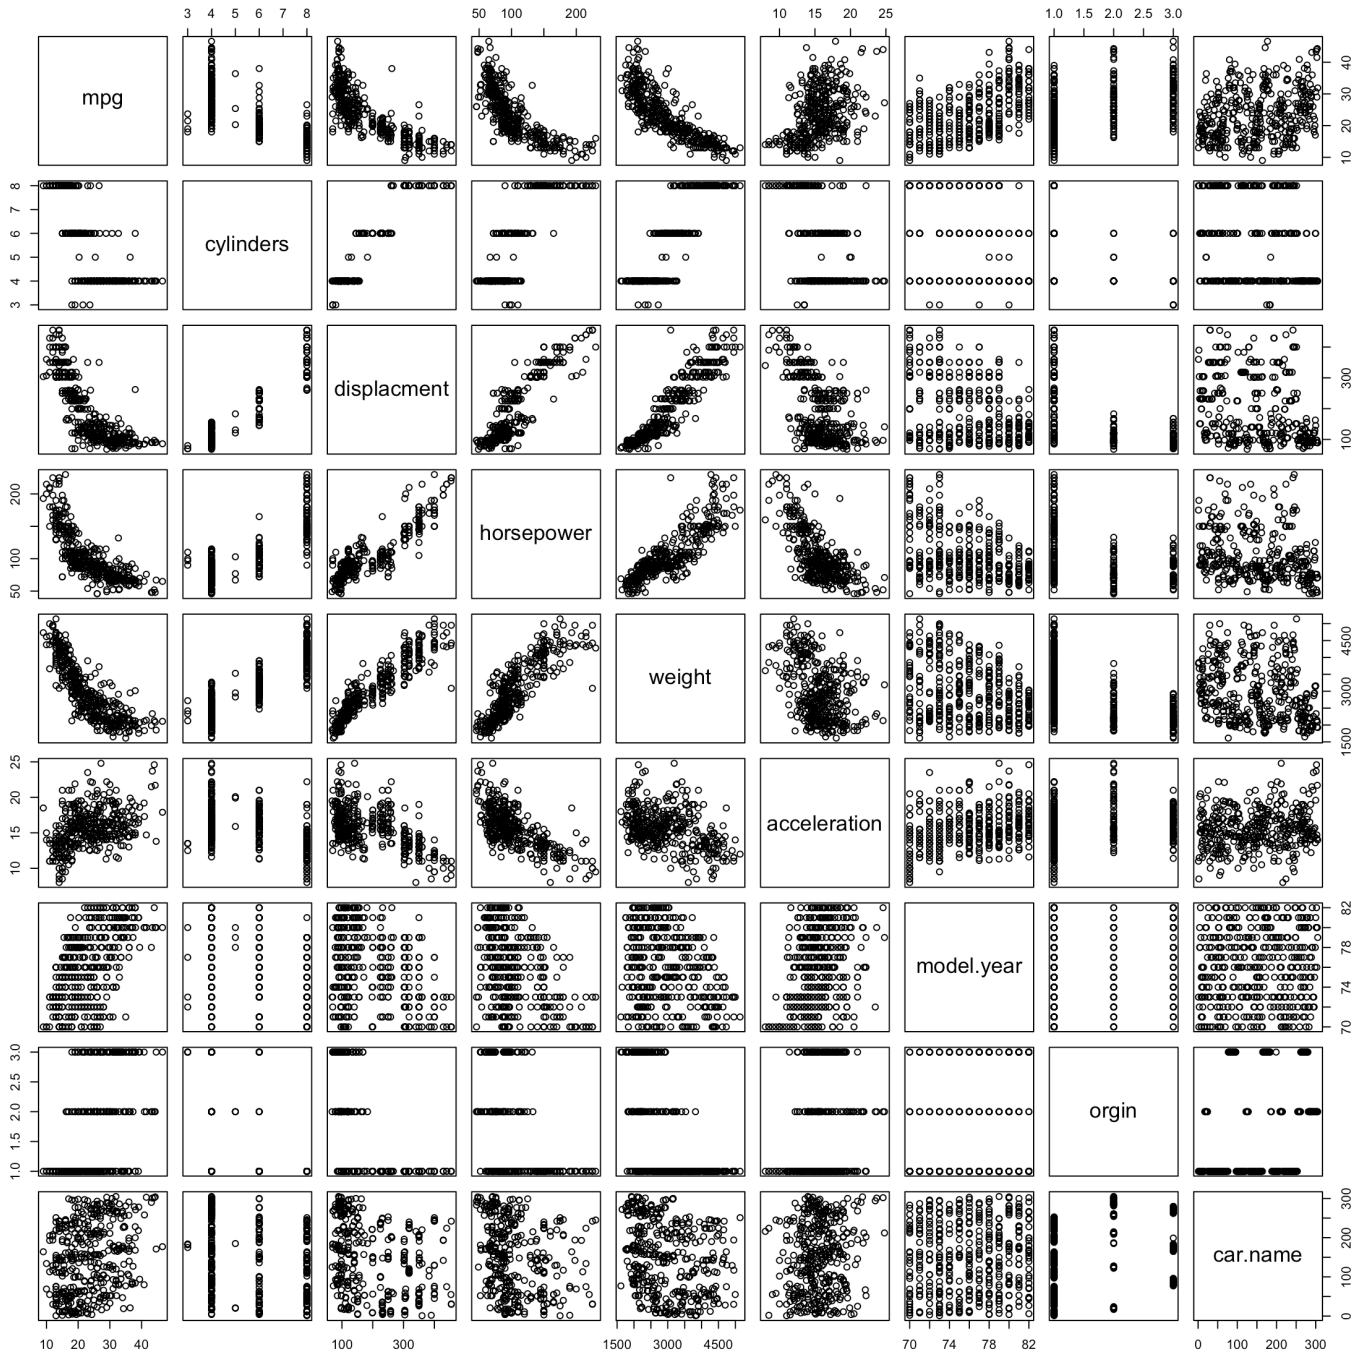 3 4 5 6 7 8 50 100 200 10 15 20 25 1.0 1.5 2.0 2.5 3.0
mpg 10 20 30 40
3 4 5 6 7 8 cylinders
displacment 100 300
50 100 200 horsepower
weight 1500 3000 4500
10 15 20 25 acceleration
model.year 70 74 78 82
1.0 1.5 2.0 2.5 3.0 orgin
car.name 0 100 200 300
10 20 30 40 100 300 1500 3000 4500 70 74 78 82 0 100 200 300